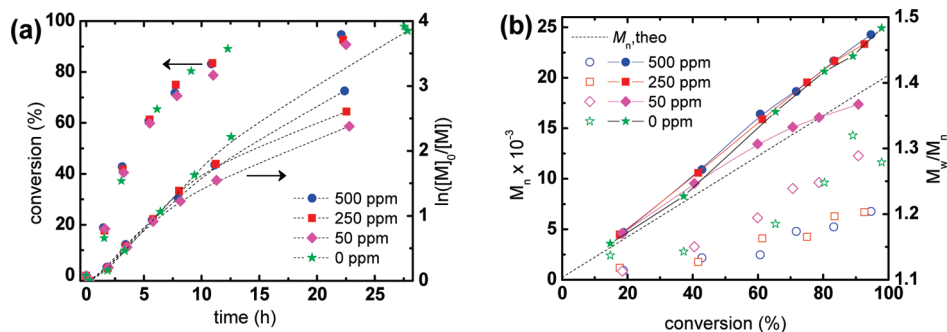 (a)
conversion (%)
100
80
60
40
20
0
0 5 10 15 20 25
time (h)
4
3
2
1
0
ln([M]0/[M])
500 ppm
250 ppm
50 ppm
0 ppm
(b)
Mn x 10-3
25
20
15
10
5
0
0 20 40 60 80 100
conversion (%)
1.5
1.4
1.3
1.2
1.1
Mw/Mn
Mn,theo
500 ppm
250 ppm
50 ppm
0 ppm